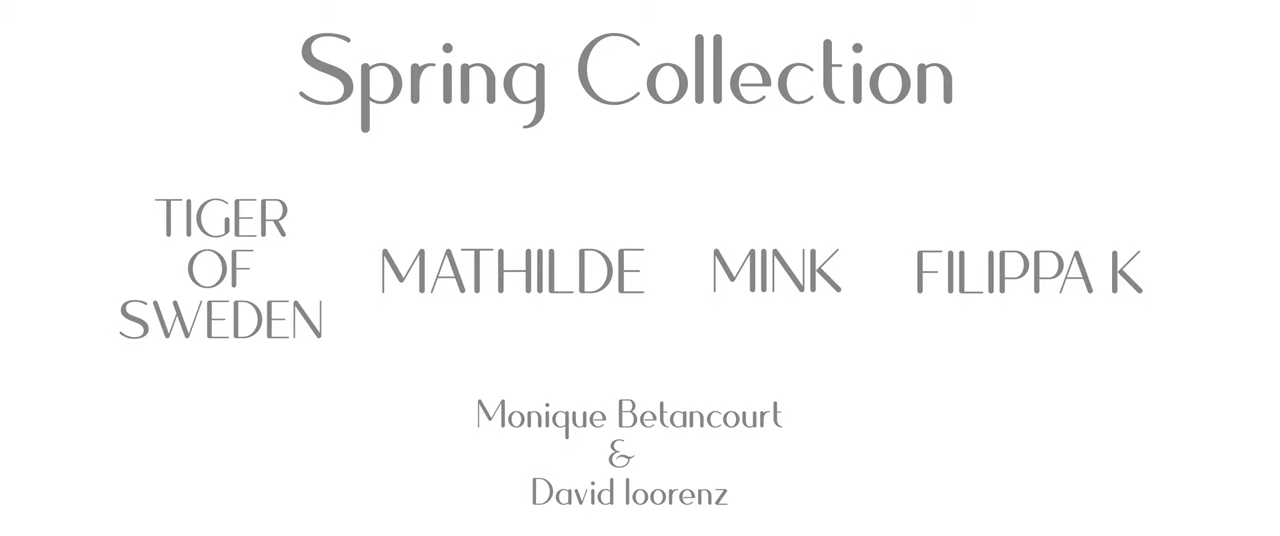 Spring Collection
TIGER
OF
SWEDEN
MATHILDE
MINK
FILIPPA K
Monique Betancourt
&
David loorenz